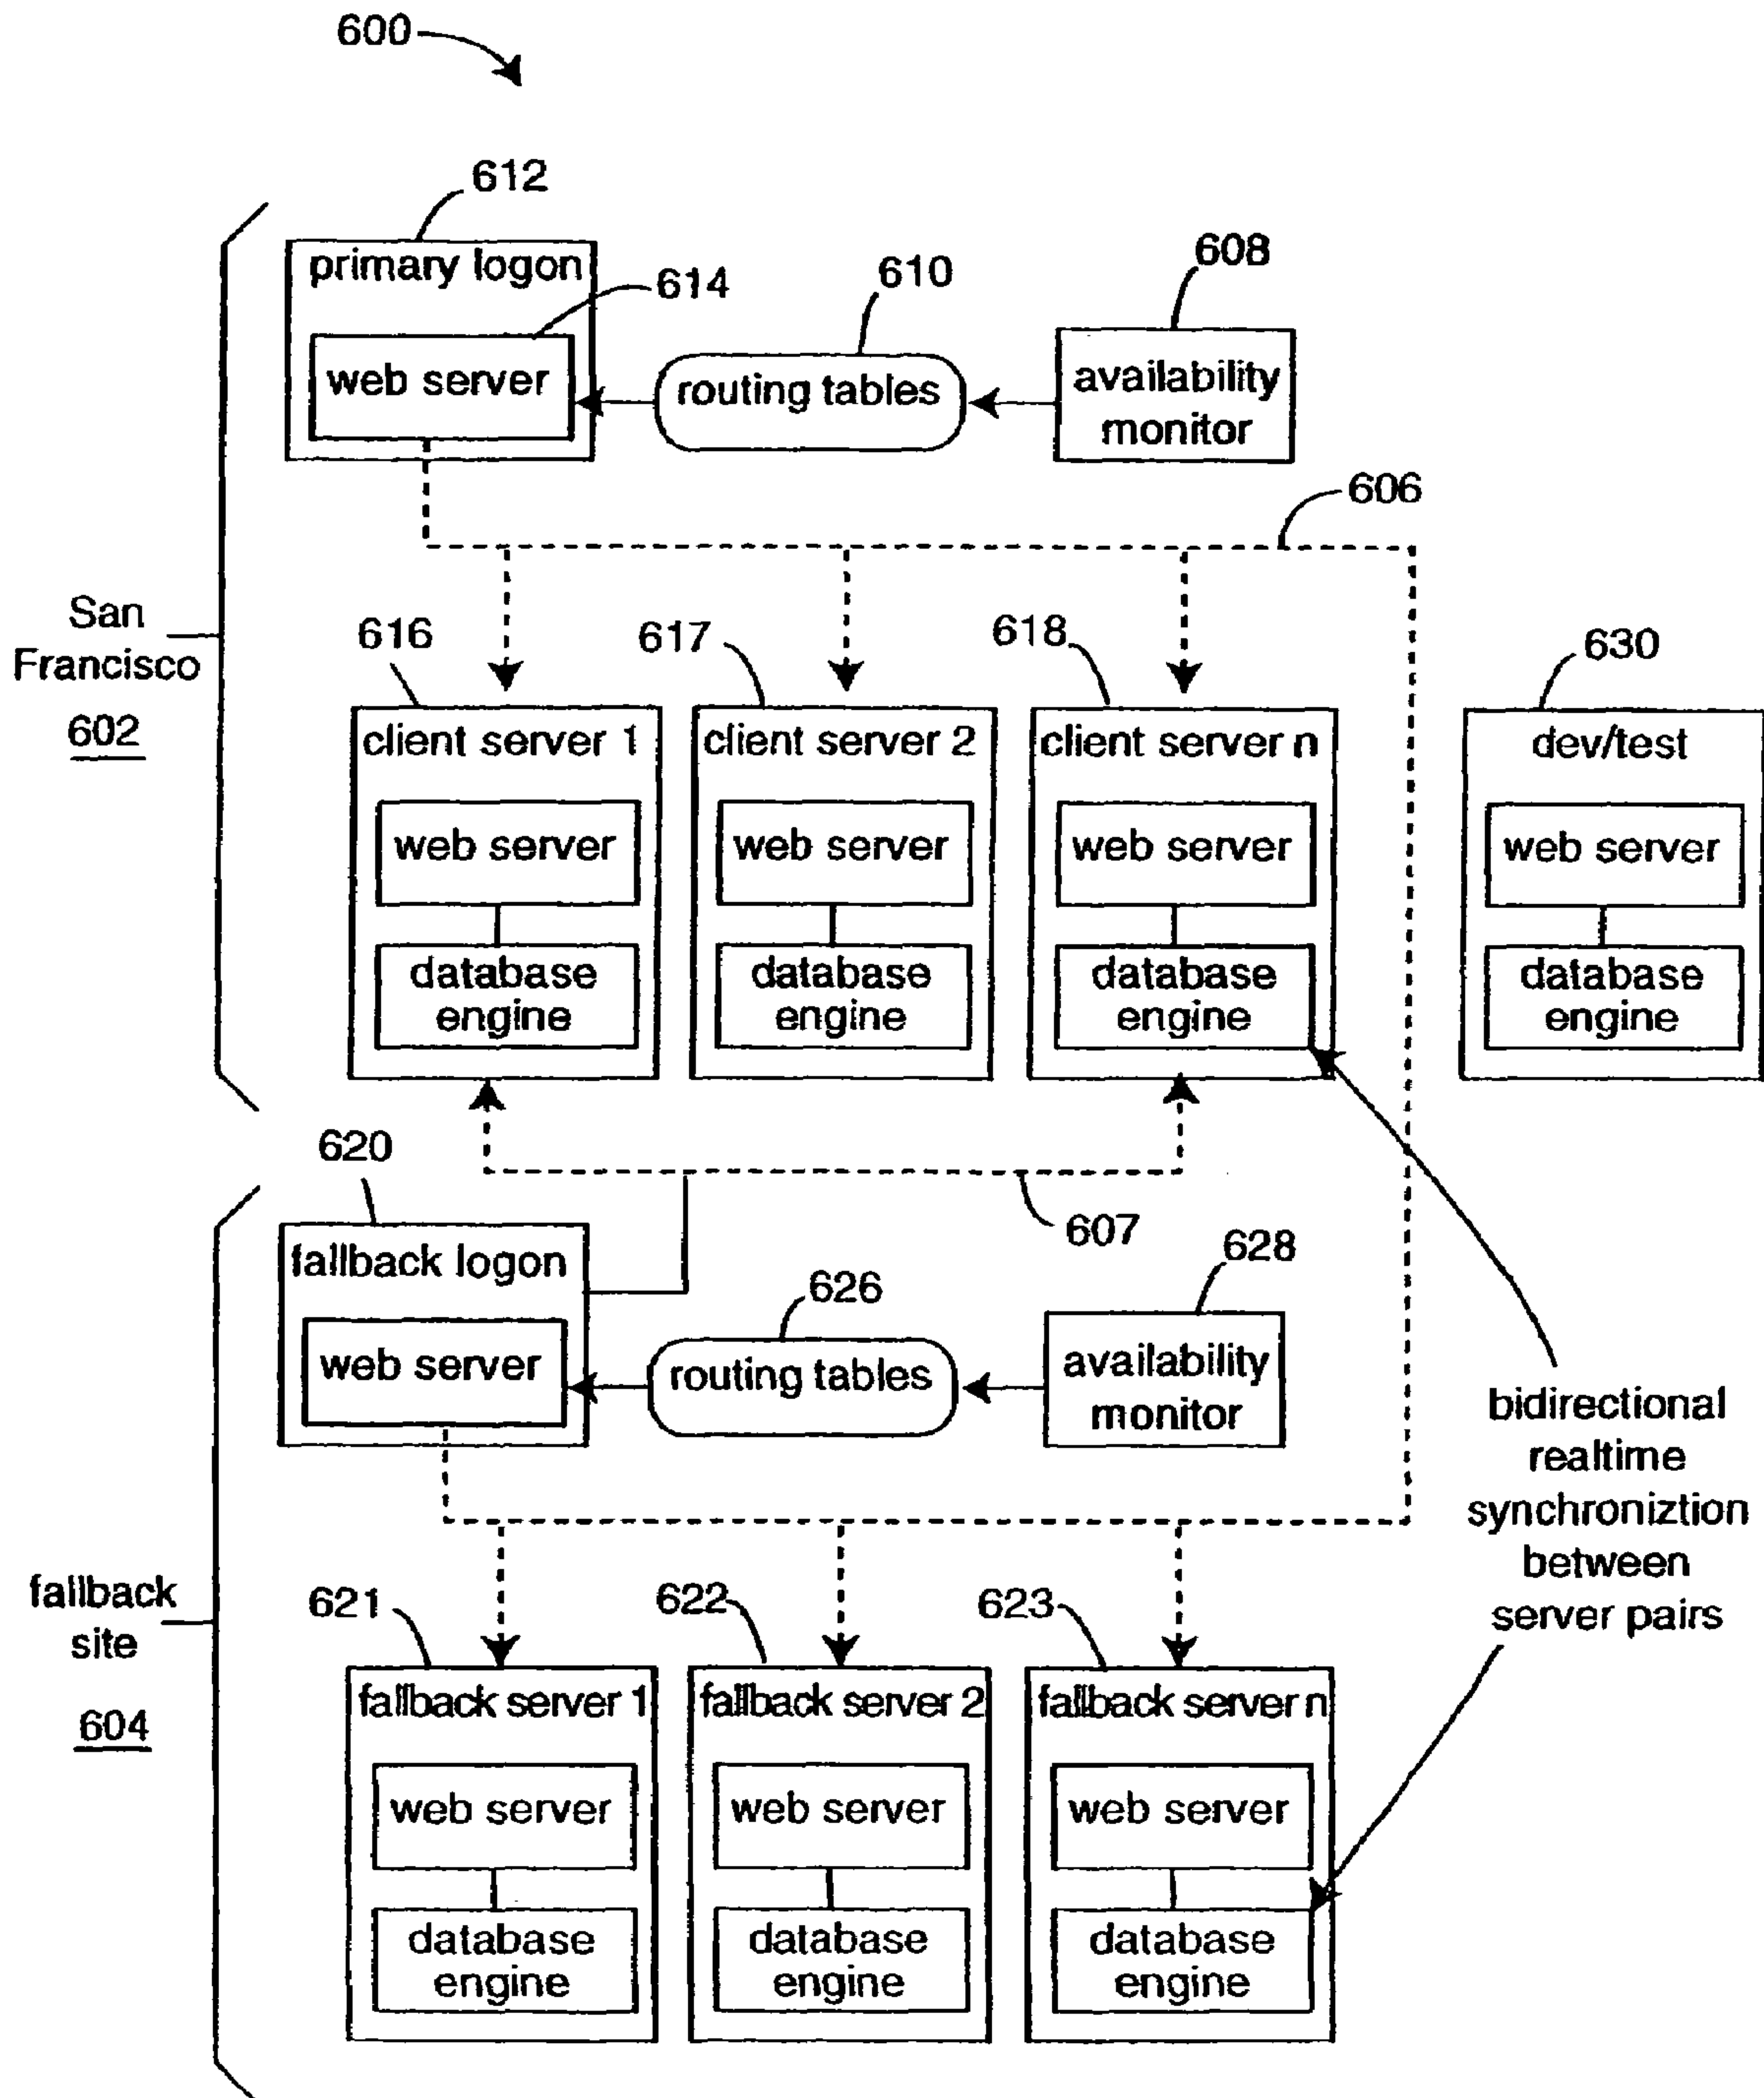 600
612
primary logon
614
web server
610
routing tables
608
availability
monitor
606
San
Francisco
602
616
client server 1
web server
database
engine
617
client server 2
web server
database
engine
618
client server n
web server
database
engine
630
dev/test
web server
database
engine
607
620
fallback logon
web server
626
routing tables
628
availability
monitor
bidirectional
realtime
synchroniztion
between
server pairs
fallback
site
604
621
fallback server 1
web server
database
engine
622
fallback server 2
web server
database
engine
623
fallback server n
web server
database
engine